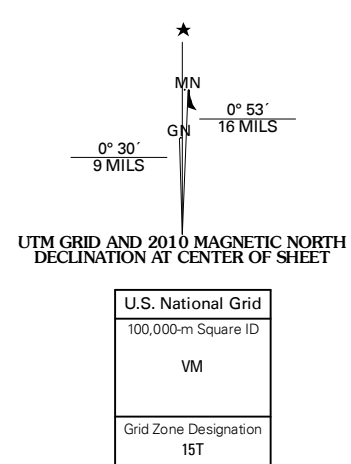 MN
0° 53´
16 MILS
GN
0° 30´
9 MILS
UTM GRID AND 2010 MAGNETIC NORTH
DECLINATION AT CENTER OF SHEET
U.S. National Grid
100,000-m Square ID
VM
Grid Zone Designation
15T